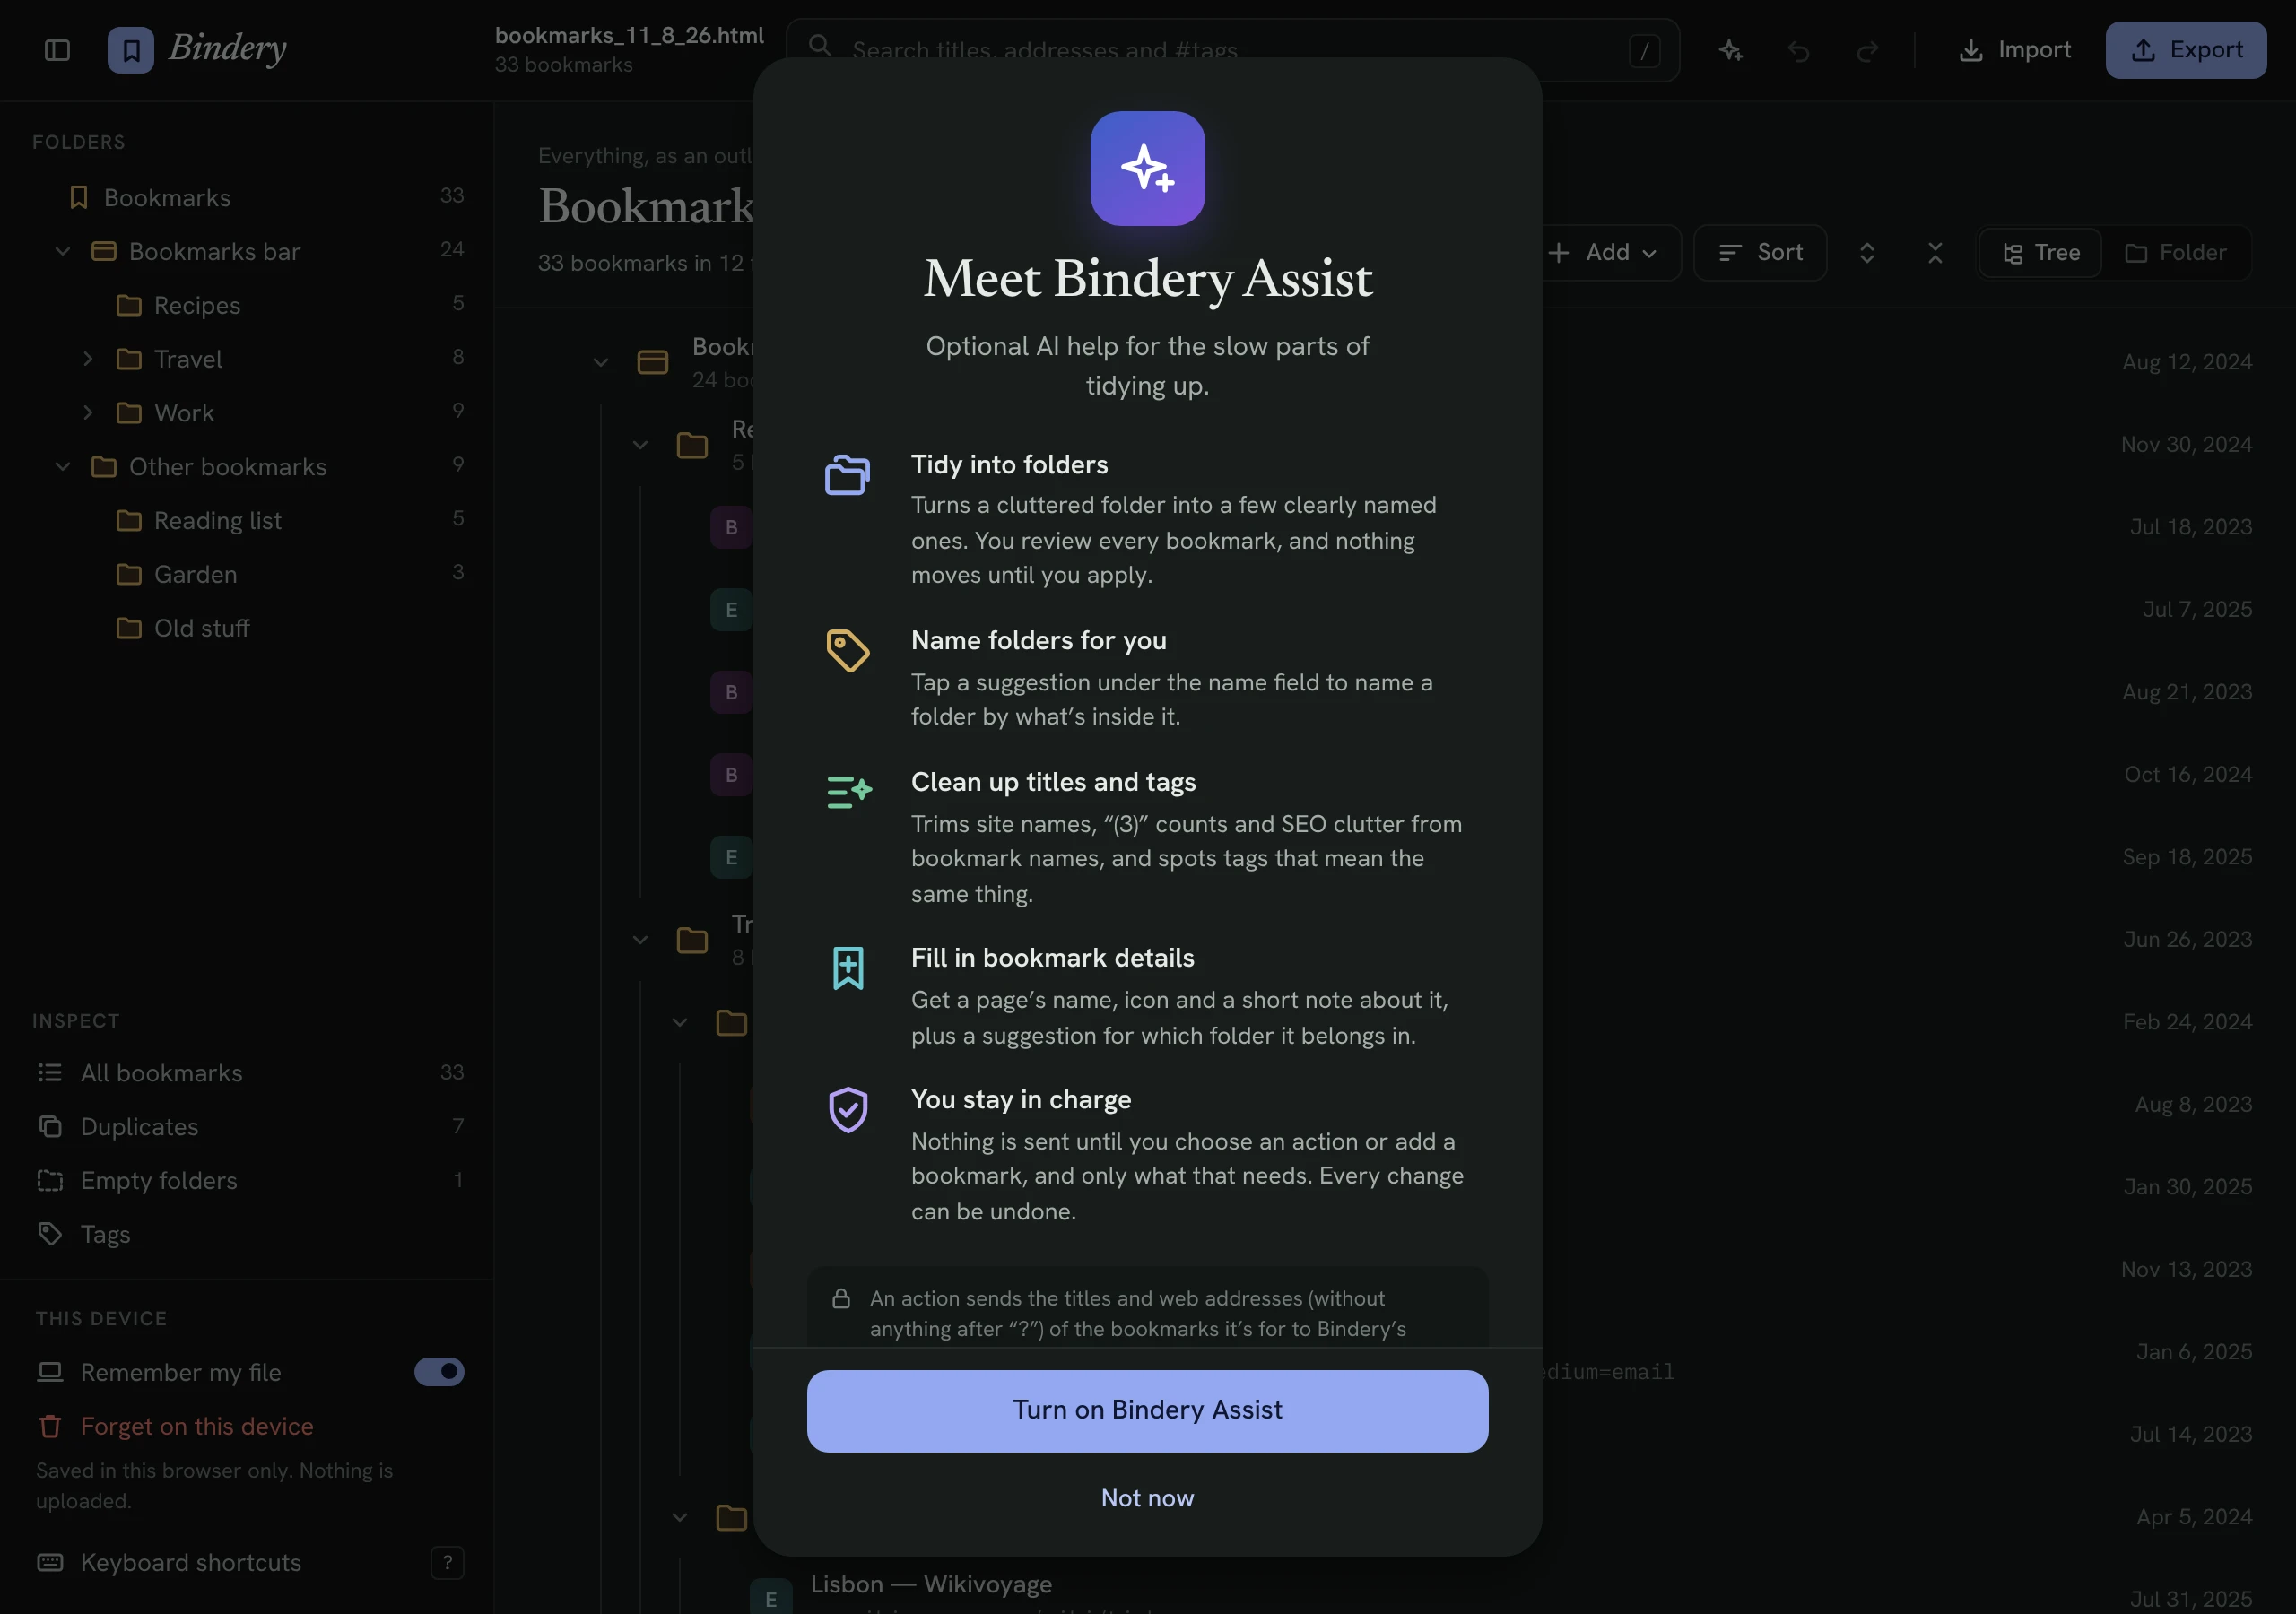 Bindery
bookmarks_11_8_26.html
33 bookmarks
Search titles, addresses and #tags
/
Import
Export
FOLDERS
Bookmarks 33
Bookmarks bar 24
Recipes 5
Travel 8
Work 9
Other bookmarks 9
Reading list 5
Garden 3
Old stuff
INSPECT
All bookmarks 33
Duplicates 7
Empty folders 1
Tags
THIS DEVICE
Remember my file
Forget on this device
Saved in this browser only. Nothing is
uploaded.
Keyboard shortcuts ?
Everything, as an outl
Bookmark
33 bookmarks in 12
Add
Sort
Tree
Folder
Book
24 boo
Aug 12, 2024
Re
5
Nov 30, 2024
B
Jul 18, 2023
E
Jul 7, 2025
B
Aug 21, 2023
B
Oct 16, 2024
E
Sep 18, 2025
Tr
8
Jun 26, 2023
Feb 24, 2024
Aug 8, 2023
Jan 30, 2025
Nov 13, 2023
edium=email
Jan 6, 2025
Jul 14, 2023
Apr 5, 2024
E
Lisbon — Wikivoyage
Jul 31, 2025
Meet Bindery Assist
Optional AI help for the slow parts of
tidying up.
Tidy into folders
Turns a cluttered folder into a few clearly named
ones. You review every bookmark, and nothing
moves until you apply.
Name folders for you
Tap a suggestion under the name field to name a
folder by what’s inside it.
Clean up titles and tags
Trims site names, “(3)” counts and SEO clutter from
bookmark names, and spots tags that mean the
same thing.
Fill in bookmark details
Get a page’s name, icon and a short note about it,
plus a suggestion for which folder it belongs in.
You stay in charge
Nothing is sent until you choose an action or add a
bookmark, and only what that needs. Every change
can be undone.
An action sends the titles and web addresses (without
anything after “?”) of the bookmarks it’s for to Bindery’s
Turn on Bindery Assist
Not now